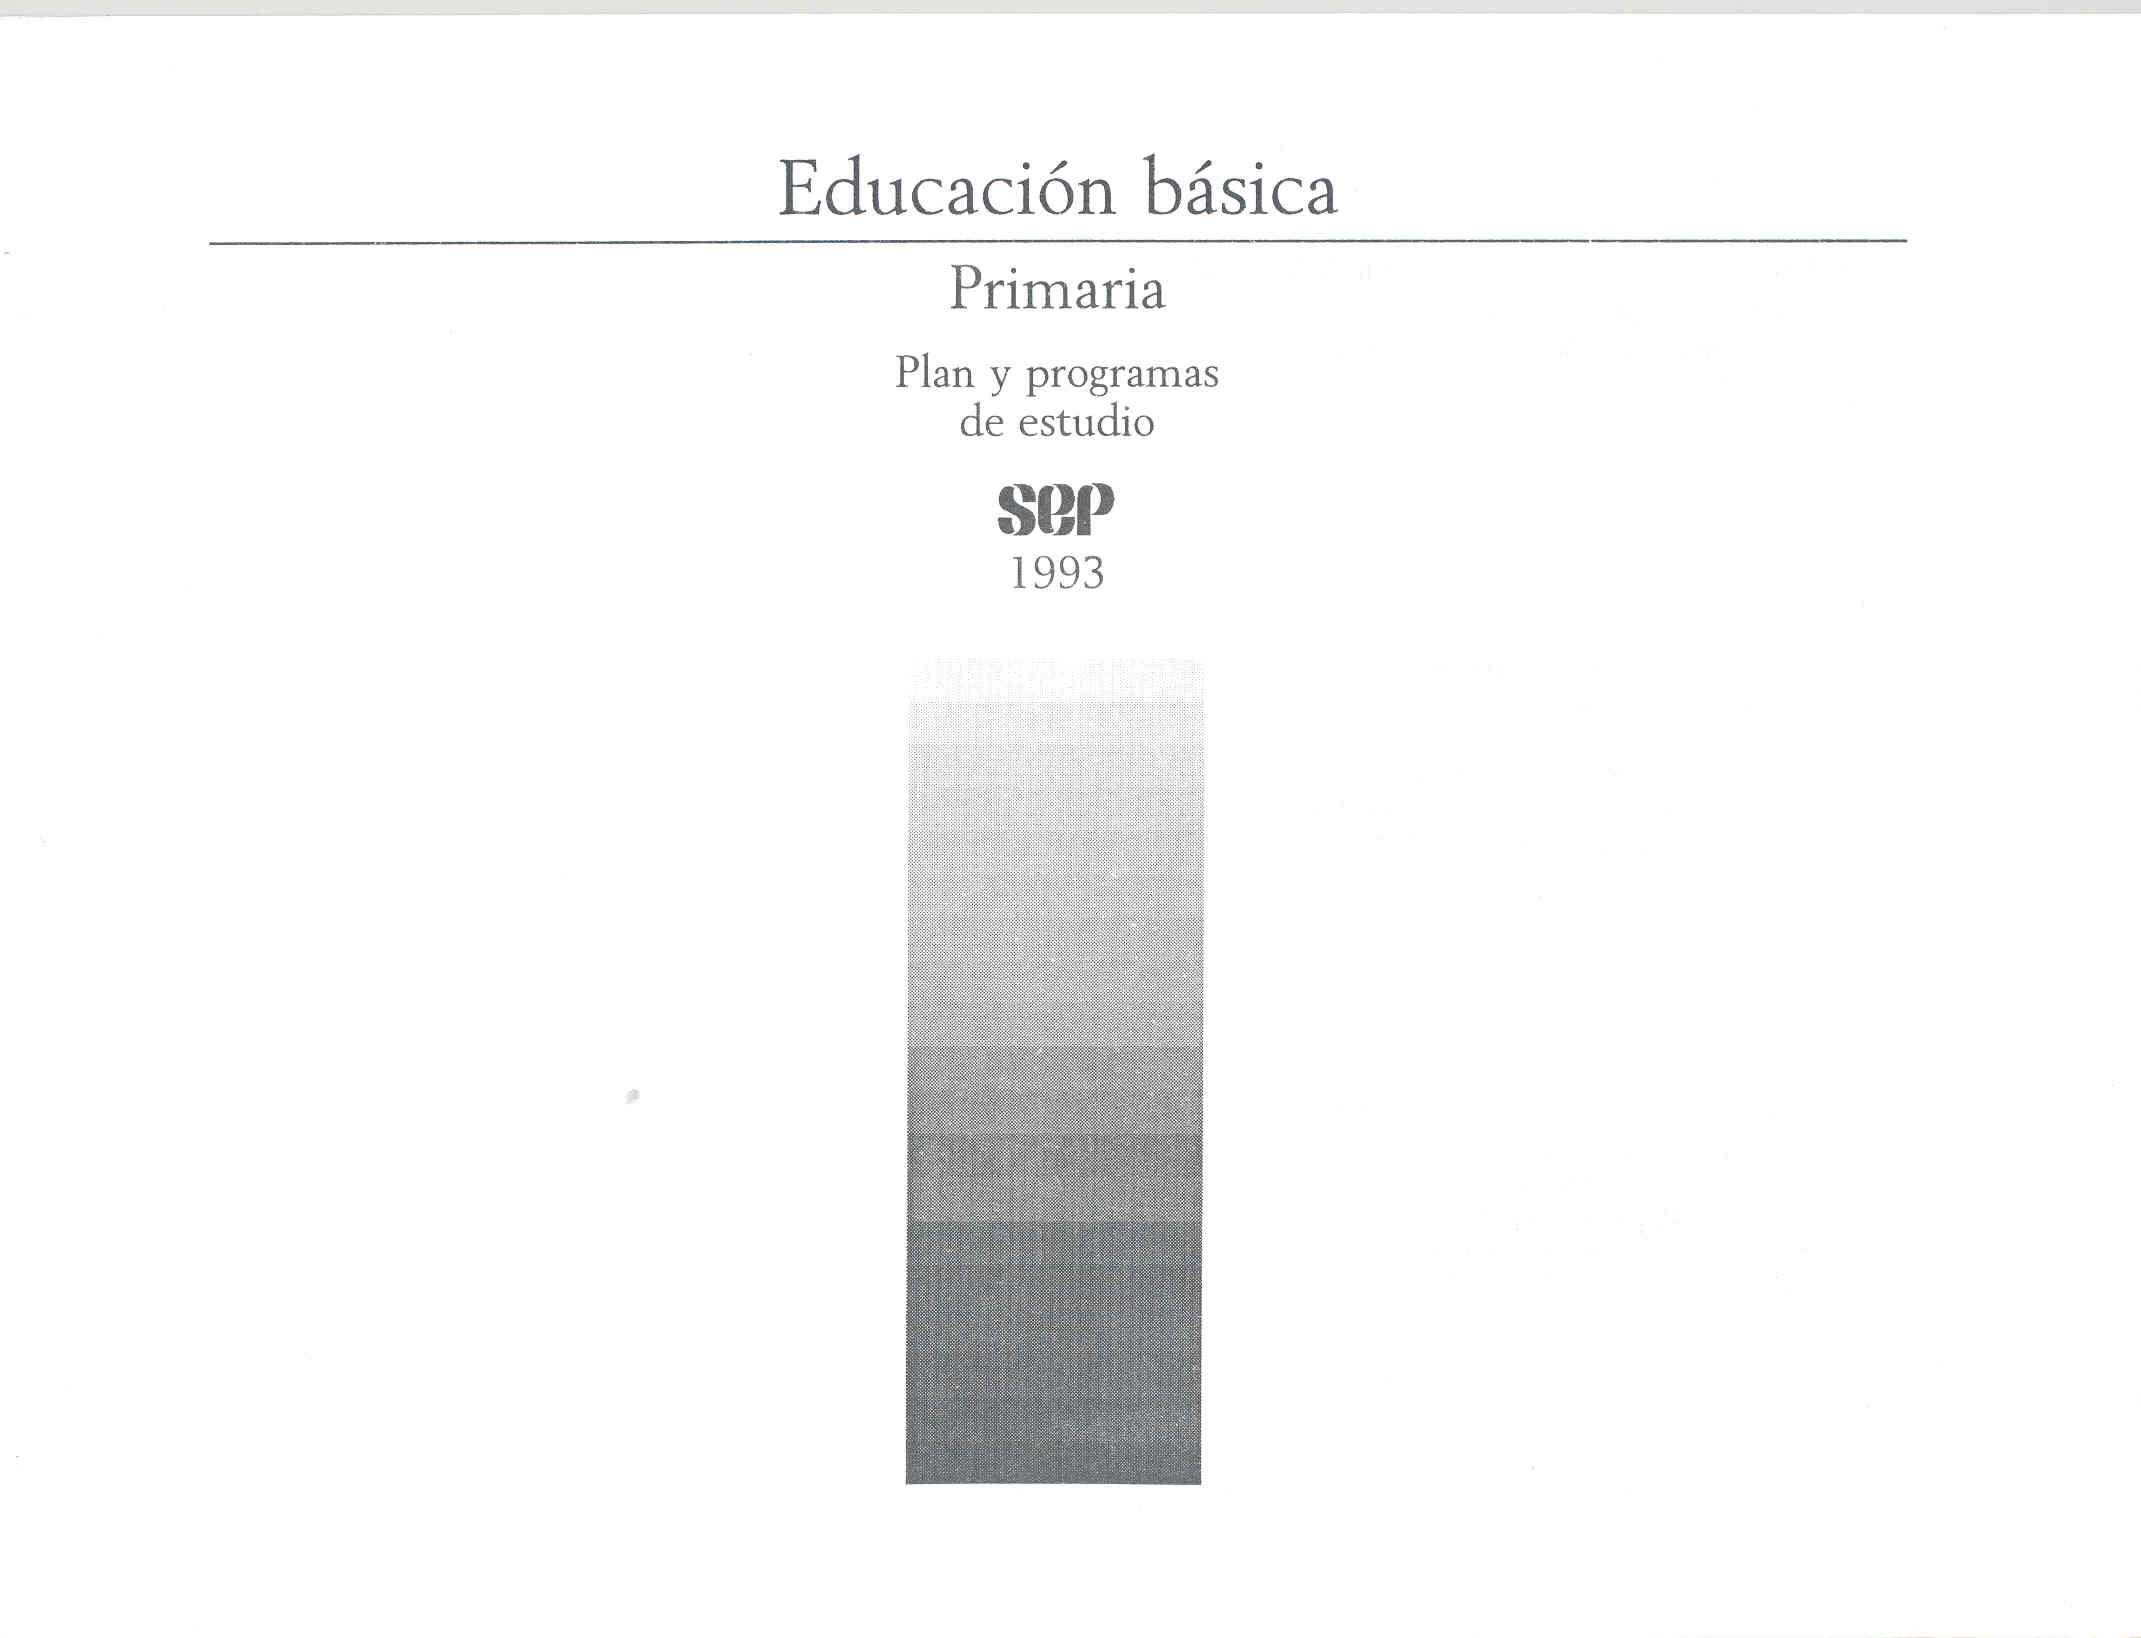 Educación básica
Primaria
Plan y programas
de estudio
sep
1993